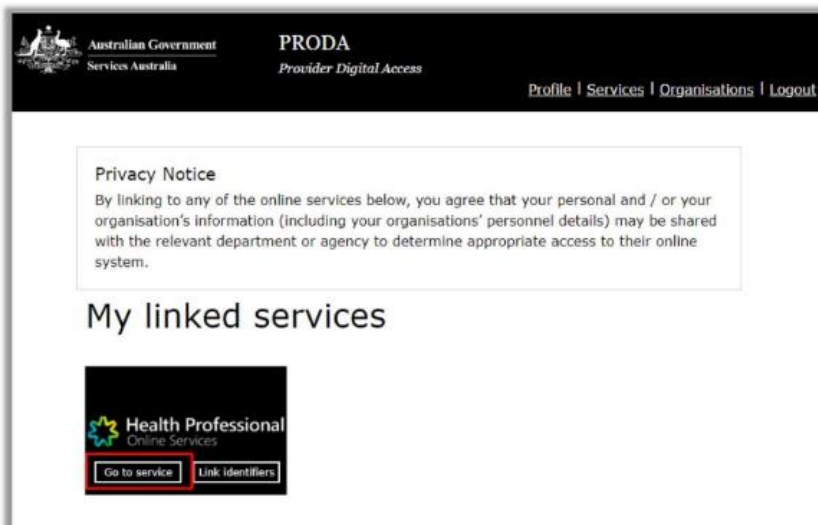 Australian Government
Services Australia
PRODA
Provider Digital Access
Profile | Services | Organisations | Logout
Privacy Notice
By linking to any of the online services below, you agree that your personal and / or your
organisation's information (including your organisations' personnel details) may be shared
with the relevant department or agency to determine appropriate access to their online
system.
My linked services
Health Professional
Online Services
Go to service
Link identifiers